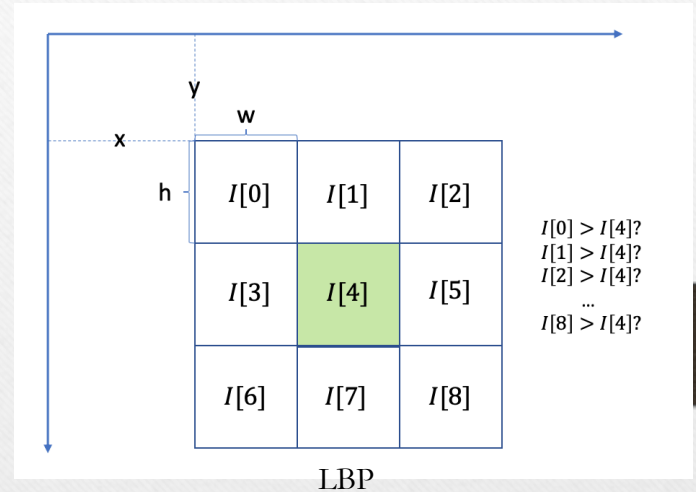 y
w
x
h
I[0] I[1] I[2]
I[0] > I[4]?
I[1] > I[4]?
I[2] > I[4]?
...
I[8] > I[4]?
I[3] I[4] I[5]
I[6] I[7] I[8]
LBP